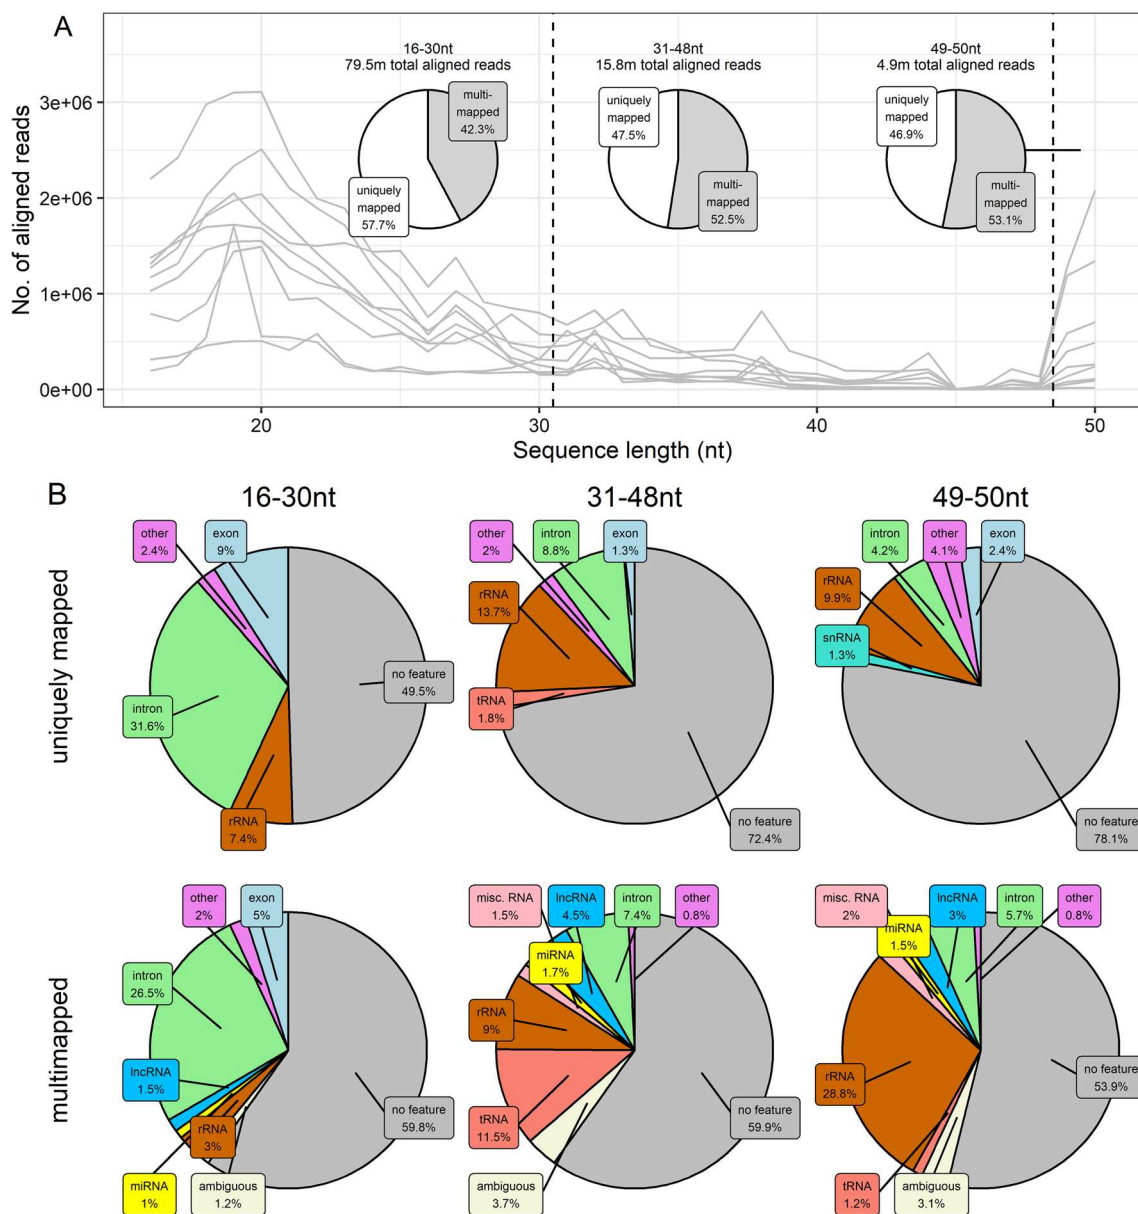 A
16-30nt
79.5m total aligned reads
31-48nt
15.8m total aligned reads
49-50nt
4.9m total aligned reads
multi-
mapped
42.3%
uniquely
mapped
57.7%
uniquely
mapped
47.5%
multi-
mapped
52.5%
uniquely
mapped
46.9%
multi-
mapped
53.1%
No. of aligned reads
3e+06
2e+06
1e+06
0e+00
20
30
40
50
Sequence length (nt)
B
16-30nt
31-48nt
49-50nt
uniquely mapped
other
2.4%
exon
9%
no feature
49.5%
intron
31.6%
rRNA
7.4%
other
2%
intron
8.8%
exon
1.3%
rRNA
13.7%
tRNA
1.8%
no feature
72.4%
intron
4.2%
other
4.1%
exon
2.4%
rRNA
9.9%
snRNA
1.3%
no feature
78.1%
multimapped
other
2%
exon
5%
intron
26.5%
lncRNA
1.5%
rRNA
3%
miRNA
1%
ambiguous
1.2%
no feature
59.8%
misc. RNA
1.5%
lncRNA
4.5%
intron
7.4%
other
0.8%
miRNA
1.7%
rRNA
9%
tRNA
11.5%
ambiguous
3.7%
no feature
59.9%
misc. RNA
2%
lncRNA
3%
intron
5.7%
other
0.8%
miRNA
1.5%
rRNA
28.8%
tRNA
1.2%
ambiguous
3.1%
no feature
53.9%